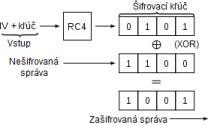 Šifrovací kľúč
IV + kľúč
RC4
0 1 0 1
Vstup
⊕ (XOR)
Nešifrovaná správa
1 1 0 0
=
1 0 0 1
Zašifrovaná správa